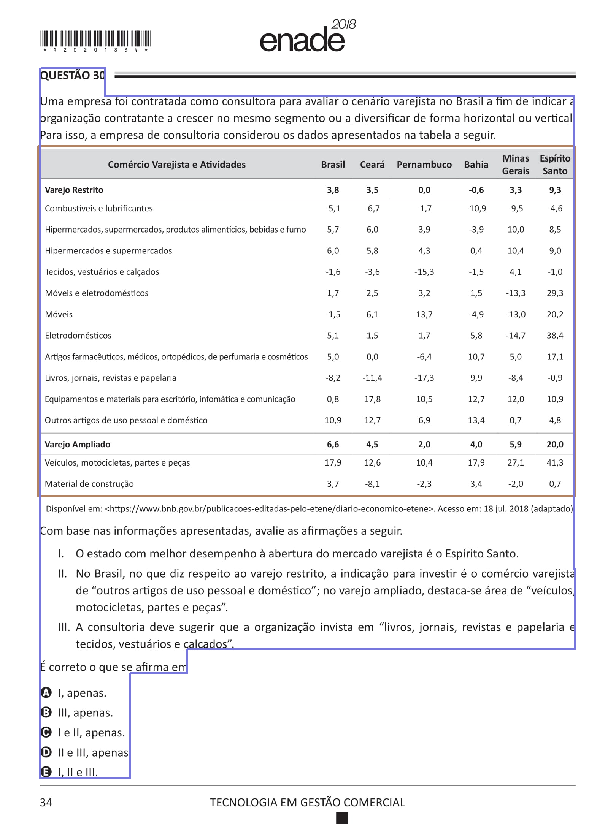 *R20201834*
enade 2018
QUESTÃO 30
Uma empresa foi contratada como consultora para avaliar o cenário varejista no Brasil a fim de indicar a
organização contratante a crescer no mesmo segmento ou a diversificar de forma horizontal ou vertical.
Para isso, a empresa de consultoria considerou os dados apresentados na tabela a seguir.
Comércio Varejista e Atividades Brasil Ceará Pernambuco Bahia Minas Gerais Espírito Santo
Varejo Restrito 3,8 3,5 0,0 -0,6 3,3 9,3
Combustíveis e lubrificantes -5,1 -6,7 -1,7 -10,9 -9,5 -4,6
Hipermercados, supermercados, produtos alimentícios, bebidas e fumo 5,7 6,0 3,9 -3,9 10,0 8,5
Hipermercados e supermercados 6,0 5,8 4,3 0,4 10,4 9,0
Tecidos, vestuários e calçados -1,6 -3,6 -15,3 -1,5 4,1 -1,0
Móveis e eletrodomésticos 1,7 2,5 3,2 1,5 -13,3 29,3
Móveis -1,5 6,1 13,7 -4,9 -13,0 20,2
Eletrodomésticos 5,1 1,5 1,7 5,8 -14,7 38,4
Artigos farmacêuticos, médicos, ortopédicos, de perfumaria e cosméticos 5,0 0,0 -6,4 10,7 5,0 17,1
Livros, jornais, revistas e papelaria -8,2 -11,4 -17,3 9,9 -8,4 -0,9
Equipamentos e materiais para escritório, infomática e comunicação 0,8 17,8 10,5 12,7 12,0 10,9
Outros artigos de uso pessoal e doméstico 10,9 12,7 6,9 13,4 0,7 4,8
Varejo Ampliado 6,6 4,5 2,0 4,0 5,9 20,0
Veículos, motocicletas, partes e peças 17,9 12,6 10,4 17,9 27,1 41,3
Material de construção 3,7 -8,1 -2,3 3,4 -2,0 0,7
Disponível em: <https://www.bnb.gov.br/publicacoes-editadas-pelo-etene/diario-economico-etene>. Acesso em: 18 jul. 2018 (adaptado).
Com base nas informações apresentadas, avalie as afirmações a seguir.
I. O estado com melhor desempenho à abertura do mercado varejista é o Espírito Santo.
II. No Brasil, no que diz respeito ao varejo restrito, a indicação para investir é o comércio varejista
de “outros artigos de uso pessoal e doméstico”; no varejo ampliado, destaca-se área de “veículos,
motocicletas, partes e peças”.
III. A consultoria deve sugerir que a organização invista em “livros, jornais, revistas e papelaria e
tecidos, vestuários e calçados”.
É correto o que se afirma em
A I, apenas.
B III, apenas.
C I e II, apenas.
D II e III, apenas
E I, II e III.
34 TECNOLOGIA EM GESTÃO COMERCIAL